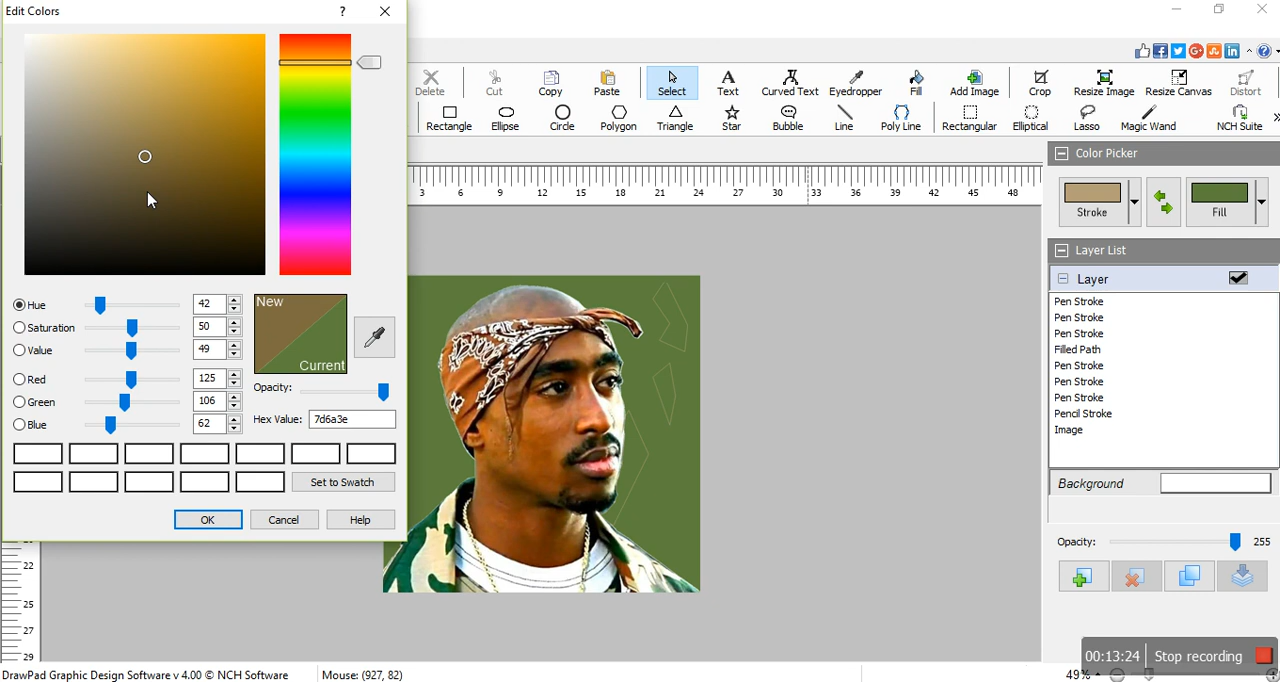 Edit Colors
?
Delete
Cut
Copy
Paste
Select
Text
Curved Text
Eyedropper
Fill
Add Image
Crop
Resize Image
Resize Canvas
Distort
Rectangle
Ellipse
Circle
Polygon
Triangle
Star
Bubble
Line
Poly Line
Rectangular
Elliptical
Lasso
Magic Wand
NCH Suite
3 6 9 12 15 18 21 24 27 30 33 36 39 42 45 48
Color Picker
Stroke
Fill
Layer List
Layer
Pen Stroke
Pen Stroke
Pen Stroke
Filled Path
Pen Stroke
Pen Stroke
Pen Stroke
Pencil Stroke
Image
Background
Opacity: 255
Hue 42
Saturation 50
Value 49
Red 125
Green 106
Blue 62
New
Current
Opacity:
Hex Value: 7d6a3e
Set to Swatch
OK
Cancel
Help
22
25
27
29
00:13:24 Stop recording
DrawPad Graphic Design Software v 4.00 © NCH Software
Mouse: (927, 82)
49%